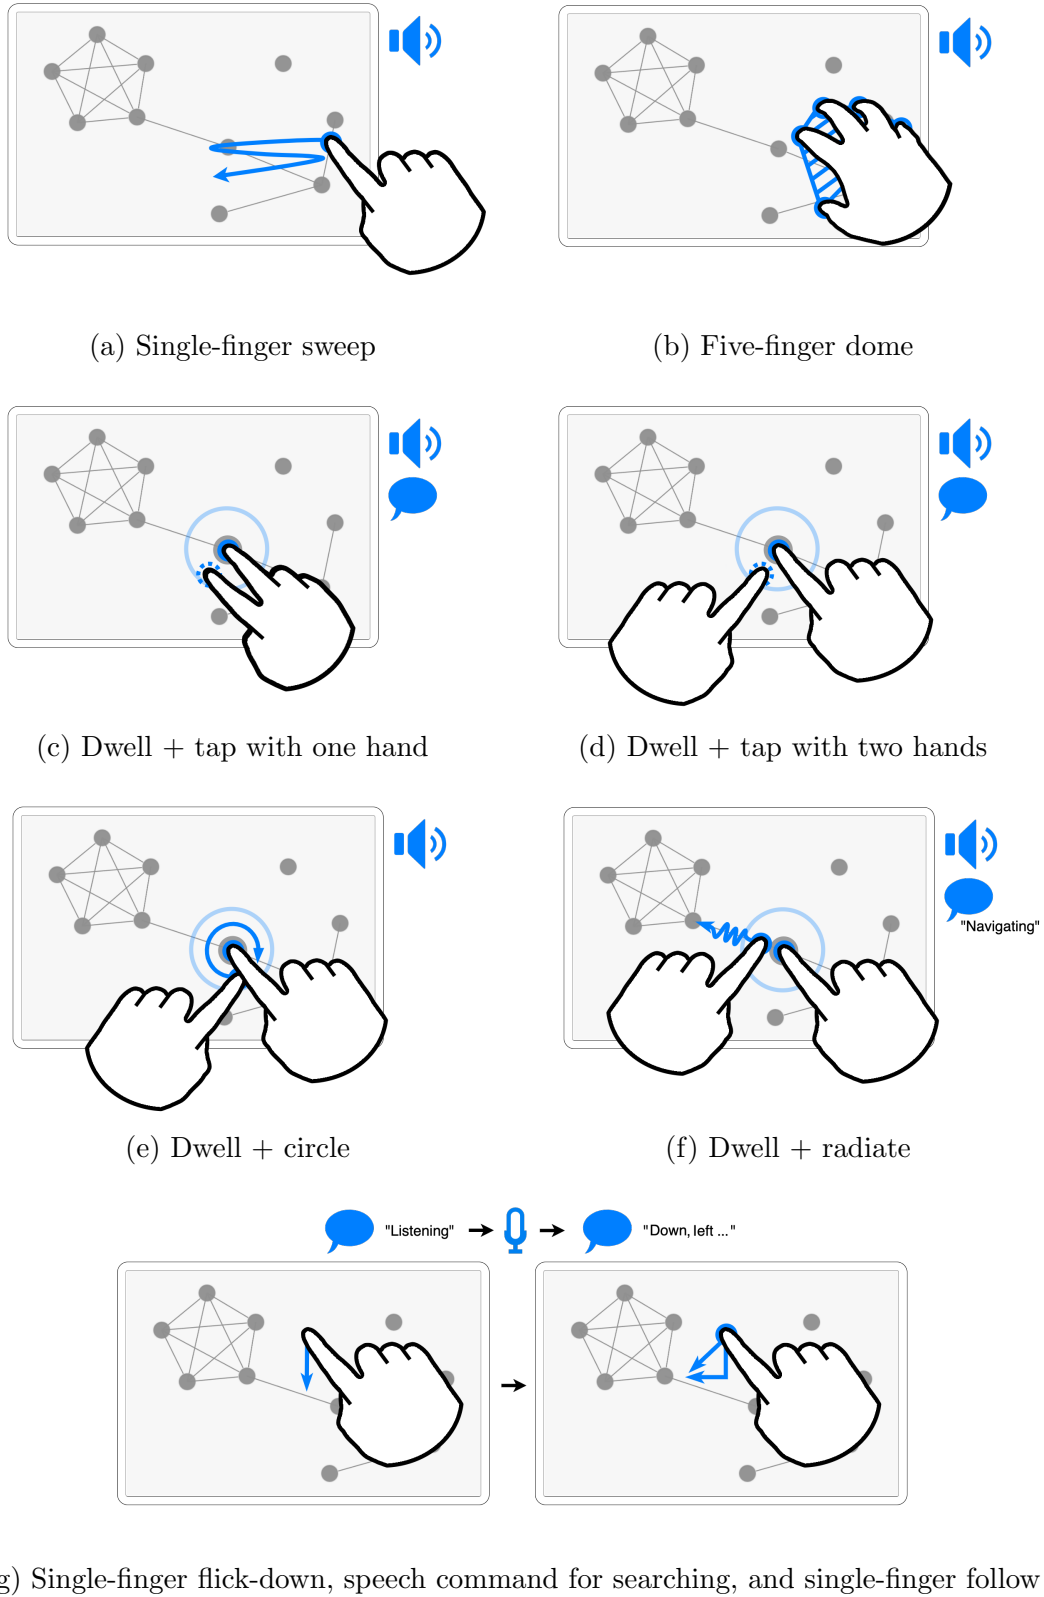 (a) Single-finger sweep
(b) Five-finger dome
(c) Dwell + tap with one hand
(d) Dwell + tap with two hands
"Navigating"
(e) Dwell + circle
(f) Dwell + radiate
"Listening"
"Down, left ..."
g) Single-finger flick-down, speech command for searching, and single-finger follow